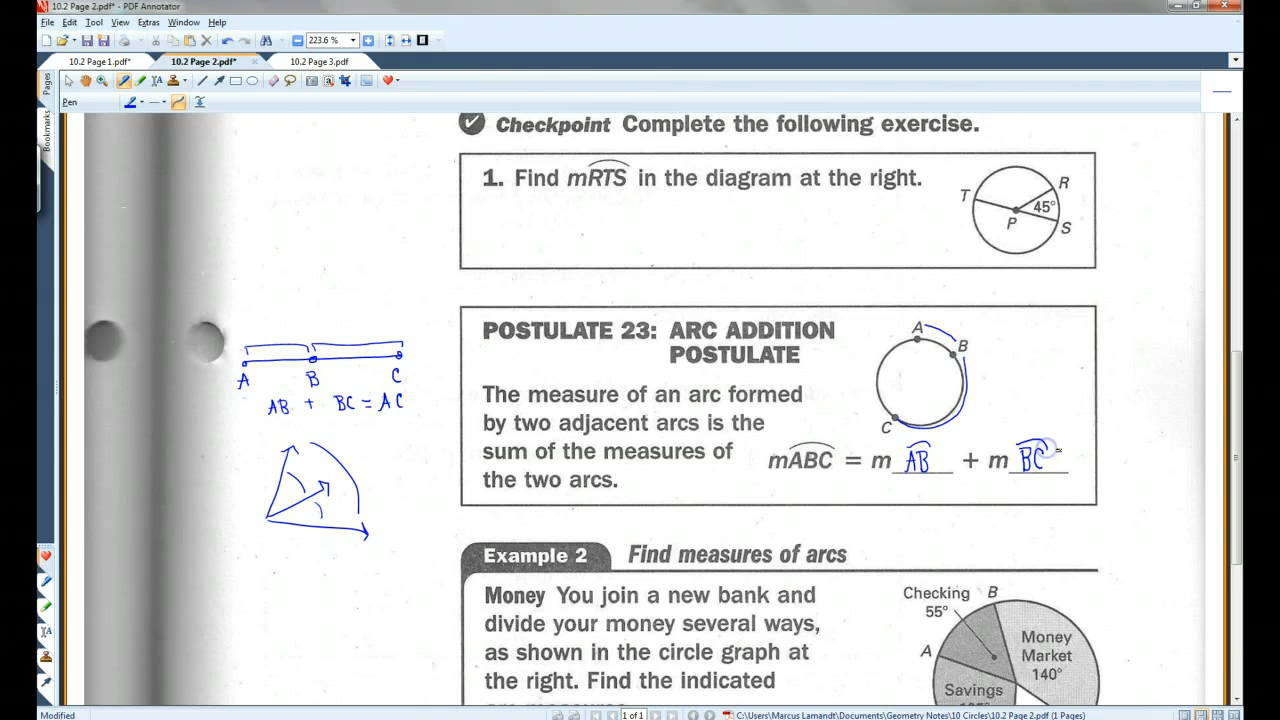 10.2 Page 2.pdf* - PDF Annotator
File Edit Tool View Extras Window Help
223.6 %
10.2 Page 1.pdf* 10.2 Page 2.pdf* 10.2 Page 3.pdf
Pen
Pages
Bookmarks
Checkpoint Complete the following exercise.
1. Find mRTS in the diagram at the right.
T R
45°
P S
POSTULATE 23: ARC ADDITION
POSTULATE
The measure of an arc formed
by two adjacent arcs is the
sum of the measures of
the two arcs.
A
B
C
mABC = m AB + m BC
A B C
AB + BC = AC
Example 2 Find measures of arcs
Money You join a new bank and
divide your money several ways,
as shown in the circle graph at
the right. Find the indicated
Checking B
55°
A
Money
Market
140°
Savings
Modified
1 of 1
C:\Users\Marcus Lamandt\Documents\Geometry Notes\10 Circles\10.2 Page 2.pdf (1 Pages)